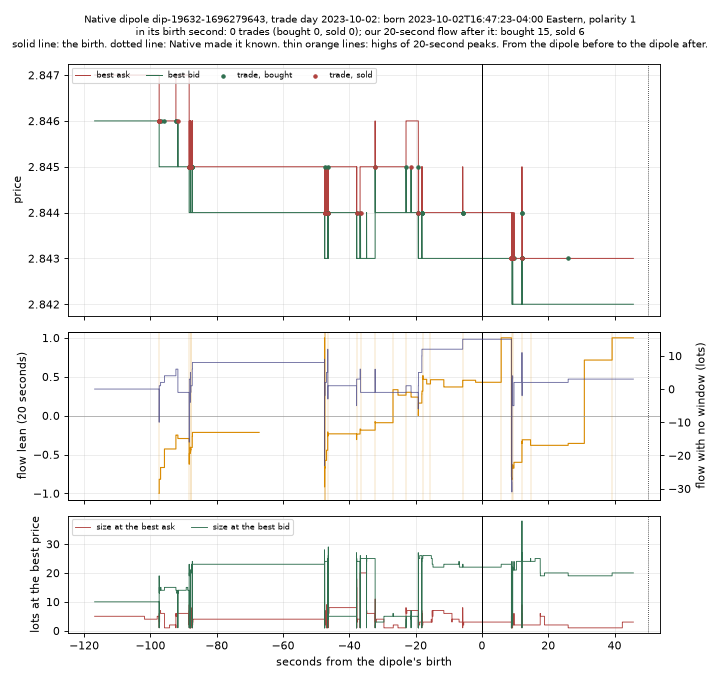 Native dipole dip-19632-1696279643, trade day 2023-10-02: born 2023-10-02T16:47:23-04:00 Eastern, polarity 1
in its birth second: 0 trades (bought 0, sold 0); our 20-second flow after it: bought 15, sold 6
solid line: the birth. dotted line: Native made it known. thin orange lines: highs of 20-second peaks. From the dipole before to the dipole after.
best ask
best bid
trade, bought
trade, sold
2.847
2.846
2.845
2.844
2.843
2.842
price
1.0
0.5
0.0
−0.5
−1.0
flow lean (20 seconds)
10
0
−10
−20
−30
flow with no window (lots)
size at the best ask
size at the best bid
30
20
10
0
lots at the best price
−120
−100
−80
−60
−40
−20
0
20
40
seconds from the dipole's birth